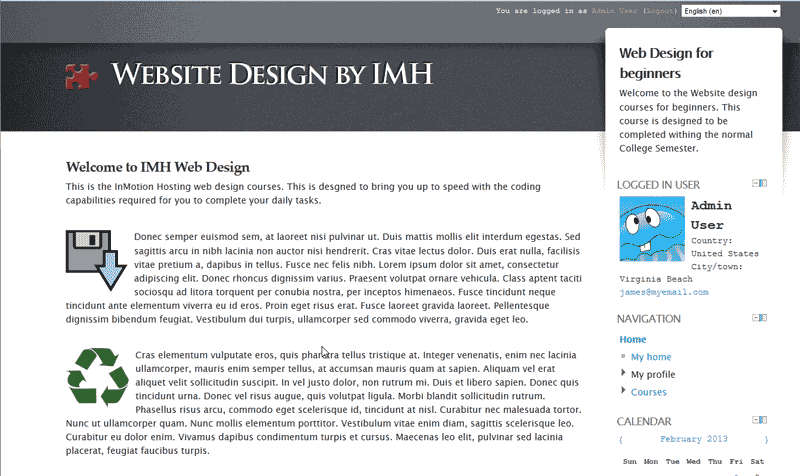 You are logged in as Admin User (Logout)
English (en)
WEBSITE DESIGN BY IMH
Web Design for
beginners
Welcome to the Website design
courses for beginners. This
course is designed to be
completed withing the normal
College Semester.
Welcome to IMH Web Design
This is the InMotion Hosting web design courses. This is desgned to bring you up to speed with the coding
capabilities required for you to complete your daily tasks.
Donec semper euismod sem, at laoreet nisi pulvinar ut. Duis mattis mollis elit interdum egestas. Sed
sagittis arcu in nibh lacinia non auctor nisi hendrerit. Cras vitae lectus dolor. Duis erat nulla, facilisis
vitae pretium a, dapibus in tellus. Fusce nec felis nibh. Lorem ipsum dolor sit amet, consectetur
adipiscing elit. Donec rhoncus dignissim varius. Praesent volutpat ornare vehicula. Class aptent taciti
sociosqu ad litora torquent per conubia nostra, per inceptos himenaeos. Fusce tincidunt neque
tincidunt ante elementum viverra eu id eros. Proin eget risus erat. Fusce laoreet gravida laoreet. Pellentesque
dignissim bibendum feugiat. Vestibulum dui turpis, ullamcorper sed commodo viverra, gravida eget leo.
Cras elementum vulputate eros, quis pharetra tellus tristique at. Integer venenatis, enim nec lacinia
ullamcorper, mauris enim semper tellus, at accumsan mauris quam at sapien. Aliquam vel erat
aliquet velit sollicitudin suscipit. In vel justo dolor, non rutrum mi. Duis et libero sapien. Donec quis
tincidunt urna. Donec vel risus augue, quis volutpat ligula. Morbi blandit sollicitudin rutrum.
Phasellus risus arcu, commodo eget scelerisque id, tincidunt at nisl. Curabitur nec malesuada tortor.
Nunc ut ullamcorper quam. Nunc mollis elementum porttitor. Vestibulum vitae enim diam, sagittis scelerisque leo.
Curabitur eu dolor enim. Vivamus dapibus condimentum turpis et cursus. Maecenas leo elit, pulvinar sed lacinia
placerat, feugiat faucibus turpis.
LOGGED IN USER
Admin
User
Country:
United States
City/town:
Virginia Beach
james@myemail.com
NAVIGATION
Home
My home
My profile
Courses
CALENDAR
February 2013
Sun Mon Tue Wed Thu Fri Sat